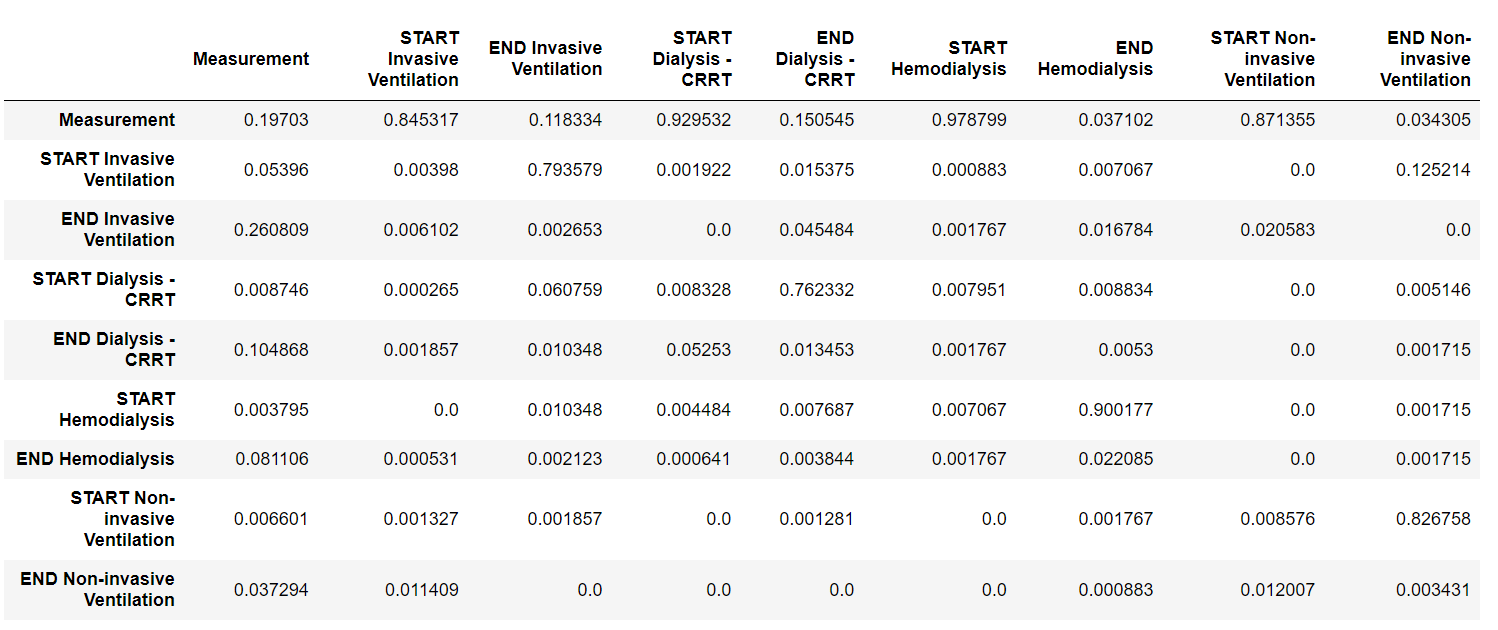 Measurement START Invasive Ventilation END Invasive Ventilation START Dialysis - CRRT END Dialysis - CRRT START Hemodialysis END Hemodialysis START Non-invasive Ventilation END Non-invasive Ventilation
Measurement 0.19703 0.845317 0.118334 0.929532 0.150545 0.978799 0.037102 0.871355 0.034305
START Invasive Ventilation 0.05396 0.00398 0.793579 0.001922 0.015375 0.000883 0.007067 0.0 0.125214
END Invasive Ventilation 0.260809 0.006102 0.002653 0.0 0.045484 0.001767 0.016784 0.020583 0.0
START Dialysis - CRRT 0.008746 0.000265 0.060759 0.008328 0.762332 0.007951 0.008834 0.0 0.005146
END Dialysis - CRRT 0.104868 0.001857 0.010348 0.05253 0.013453 0.001767 0.0053 0.0 0.001715
START Hemodialysis 0.003795 0.0 0.010348 0.004484 0.007687 0.007067 0.900177 0.0 0.001715
END Hemodialysis 0.081106 0.000531 0.002123 0.000641 0.003844 0.001767 0.022085 0.0 0.001715
START Non-invasive Ventilation 0.006601 0.001327 0.001857 0.0 0.001281 0.0 0.001767 0.008576 0.826758
END Non-invasive Ventilation 0.037294 0.011409 0.0 0.0 0.0 0.0 0.000883 0.012007 0.003431